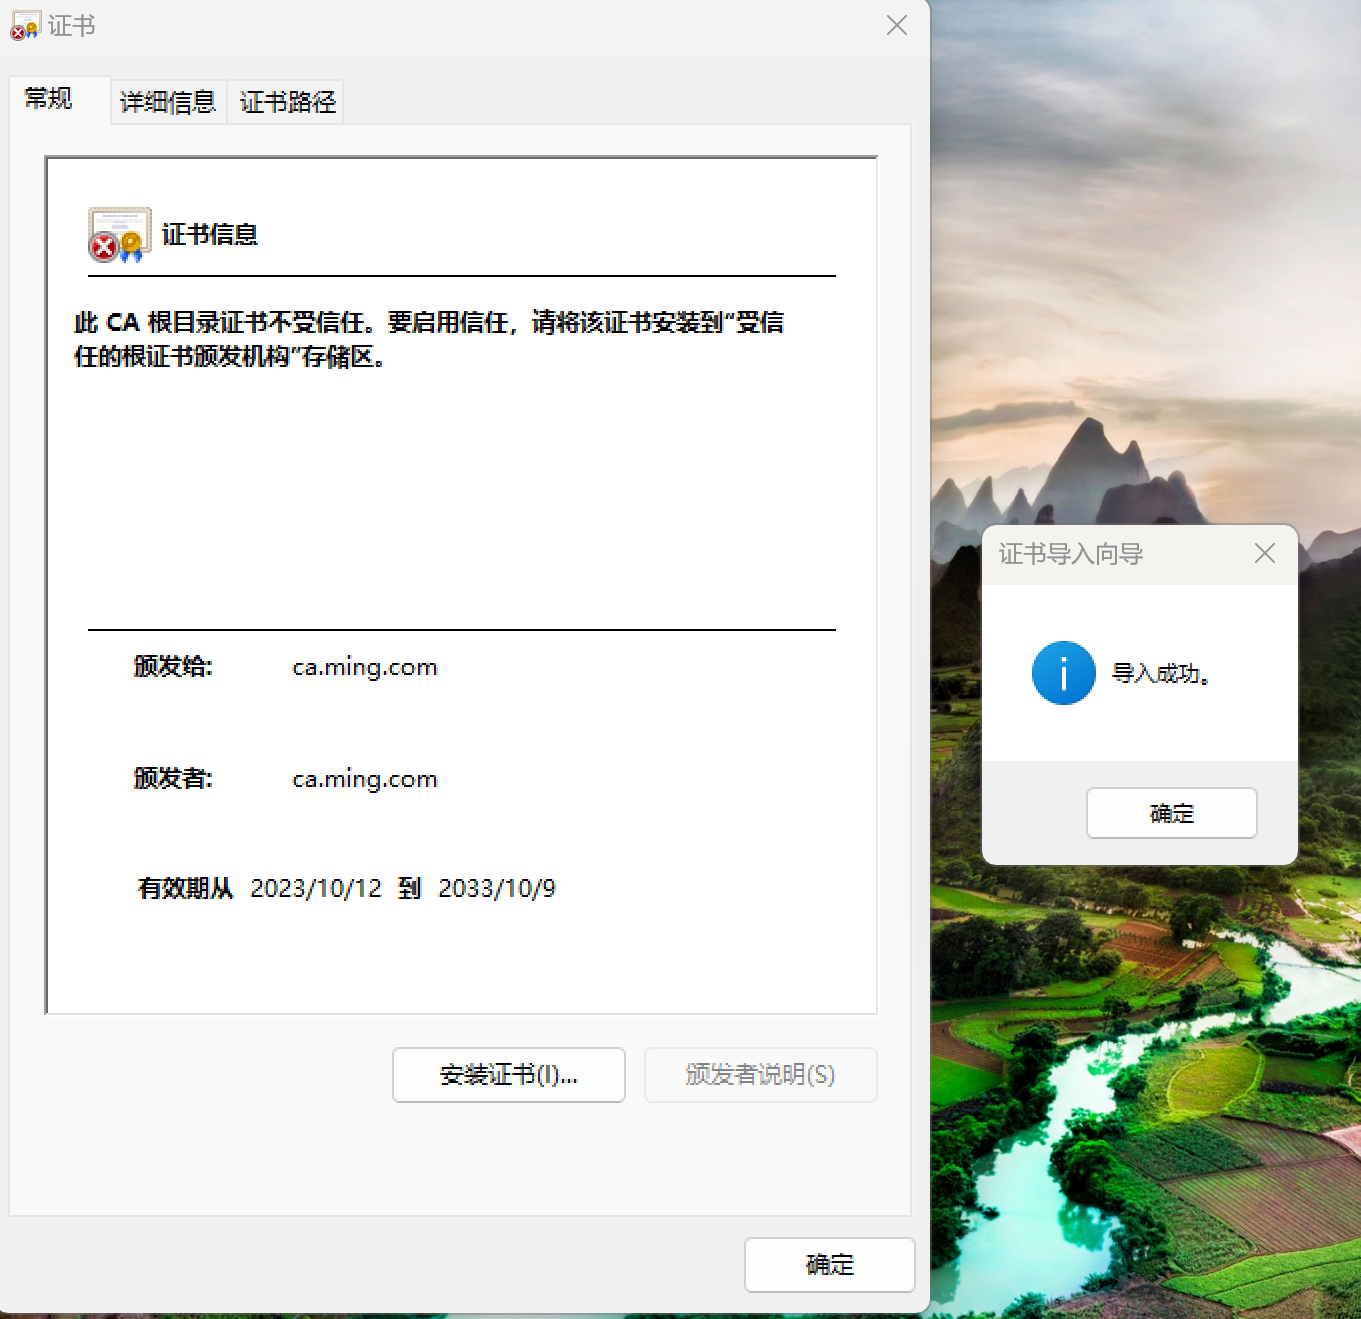 证书
常规
详细信息
证书路径
证书信息
此 CA 根目录证书不受信任。要启用信任，请将该证书安装到“受信
任的根证书颁发机构”存储区。
颁发给: ca.ming.com
颁发者: ca.ming.com
有效期从 2023/10/12 到 2033/10/9
安装证书(I)...
颁发者说明(S)
确定
证书导入向导
导入成功。
确定